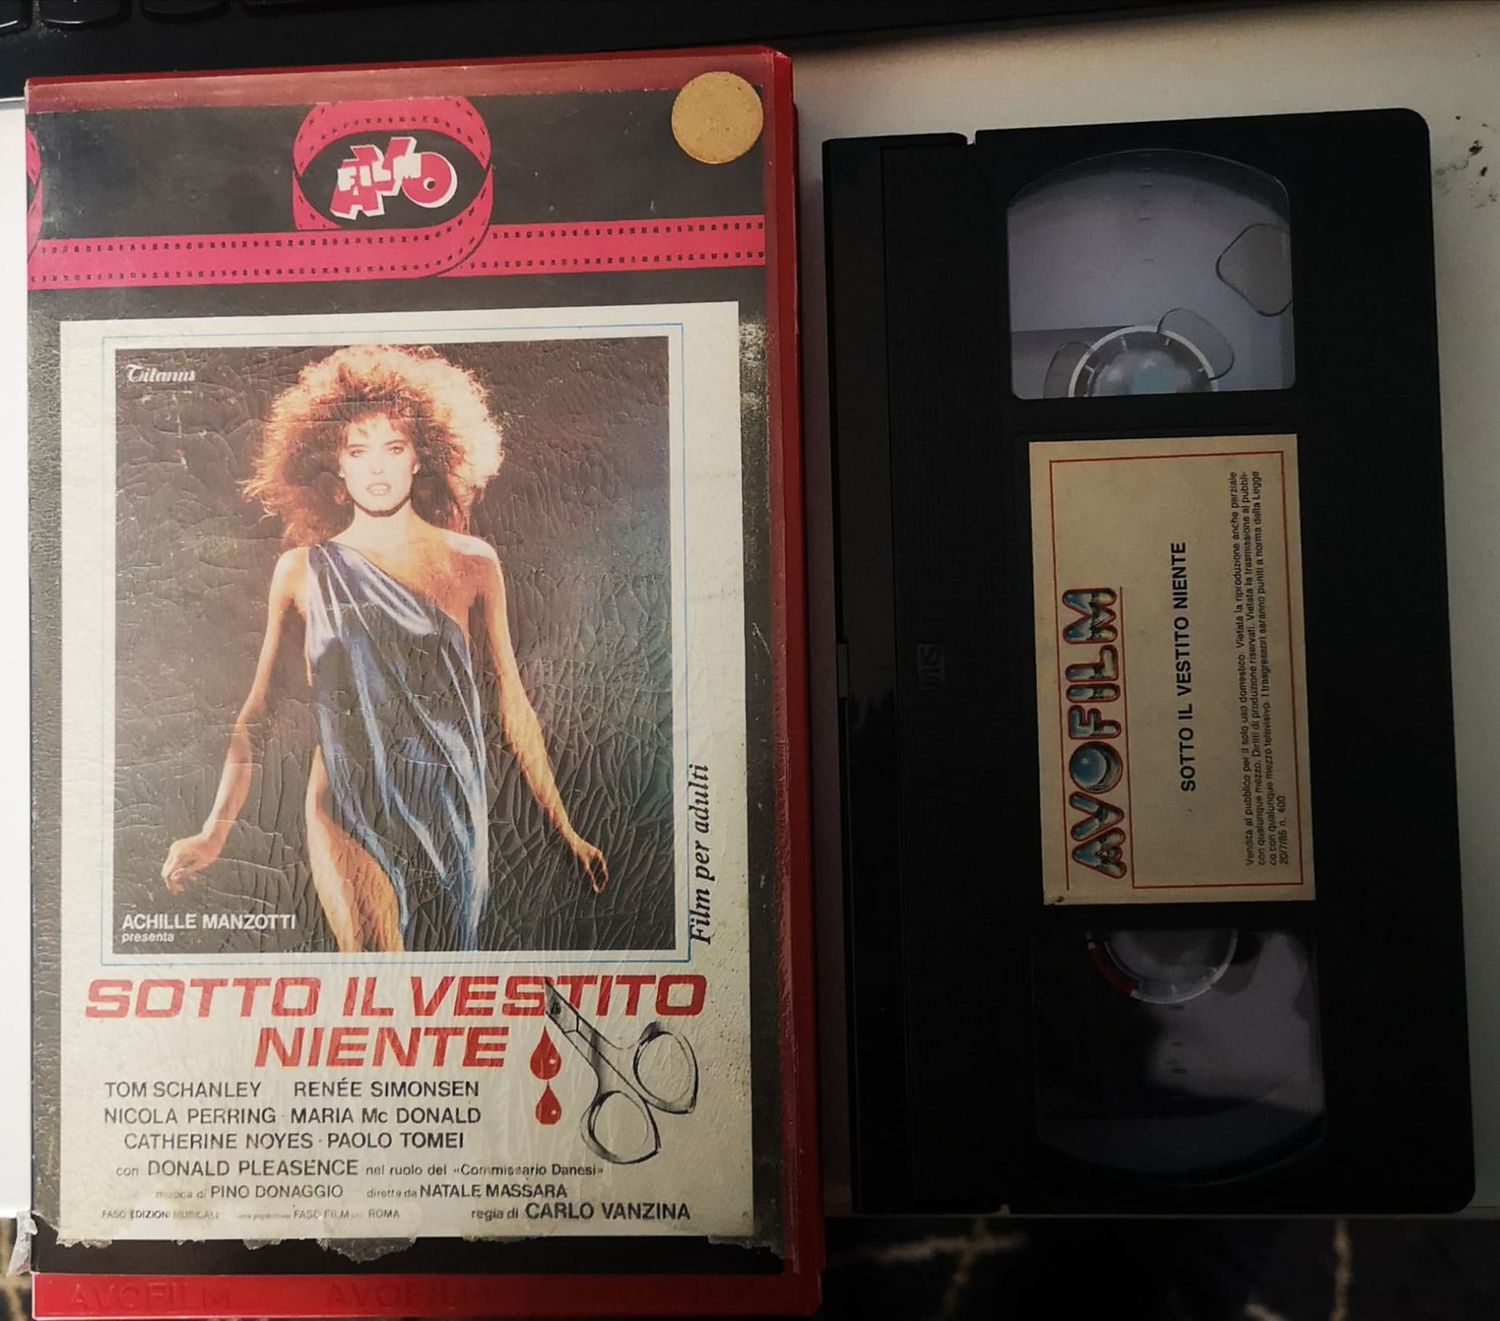 AVO
FILM
Titanus
ACHILLE MANZOTTI
presenta
Film per adulti
SOTTO IL VESTITO
NIENTE
TOM SCHANLEY RENÉE SIMONSEN
NICOLA PERRING · MARIA Mc DONALD
CATHERINE NOYES · PAOLO TOMEI
con DONALD PLEASENCE nel ruolo del «Commissario Danesi»
musica di PINO DONAGGIO diretta da NATALE MASSARA
FASO EDIZIONI MUSICALI FASO FILM ROMA
regia di CARLO VANZINA
AVOFILM AVOFILM
VHS
AVOFILM
SOTTO IL VESTITO NIENTE
Vendita al pubblico per il solo uso domestico. Vietata la riproduzione anche parziale
con qualunque mezzo. Diritti di produzione riservati. Vietata la trasmissione al pubbli-
co con qualunque mezzo televisivo. I trasgressori saranno puniti a norma della Legge
20/7/85 n. 400